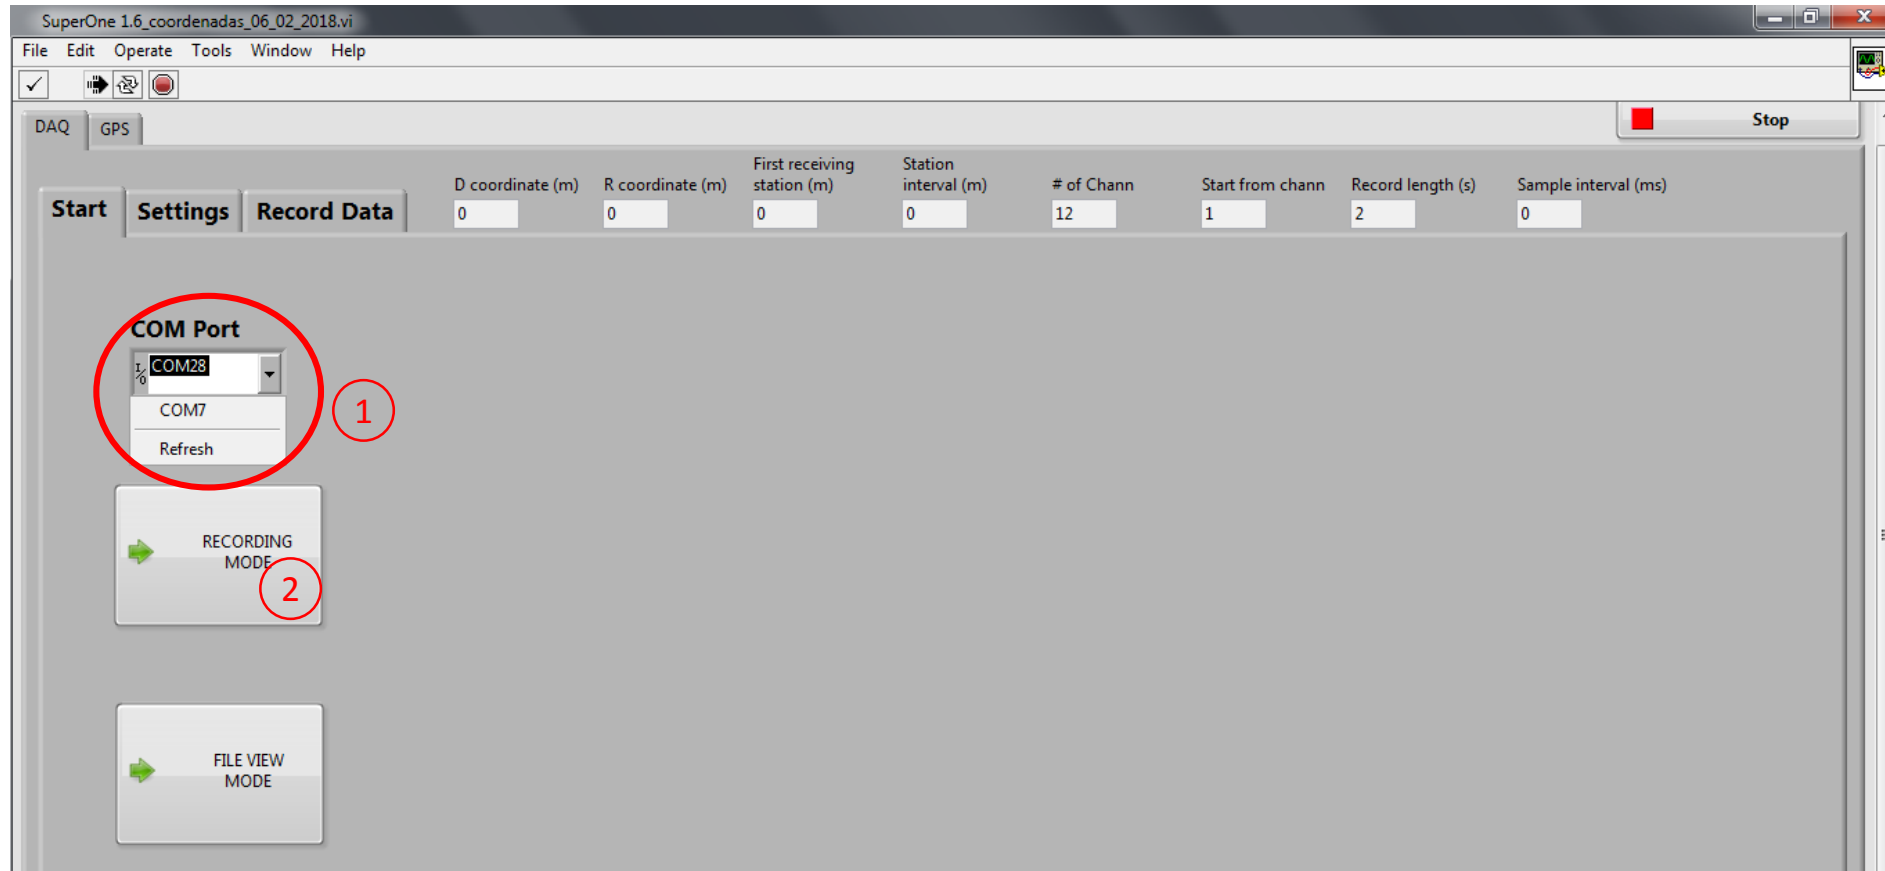 SuperOne 1.6_coordenadas_06_02_2018.vi
File Edit Operate Tools Window Help
DAQ GPS
Stop
Start Settings Record Data
D coordinate (m)
0
R coordinate (m)
0
First receiving
station (m)
0
Station
interval (m)
0
# of Chann
12
Start from chann
1
Record length (s)
2
Sample interval (ms)
0
COM Port
I/O COM28
COM7
Refresh
1
RECORDING
MODE
2
FILE VIEW
MODE